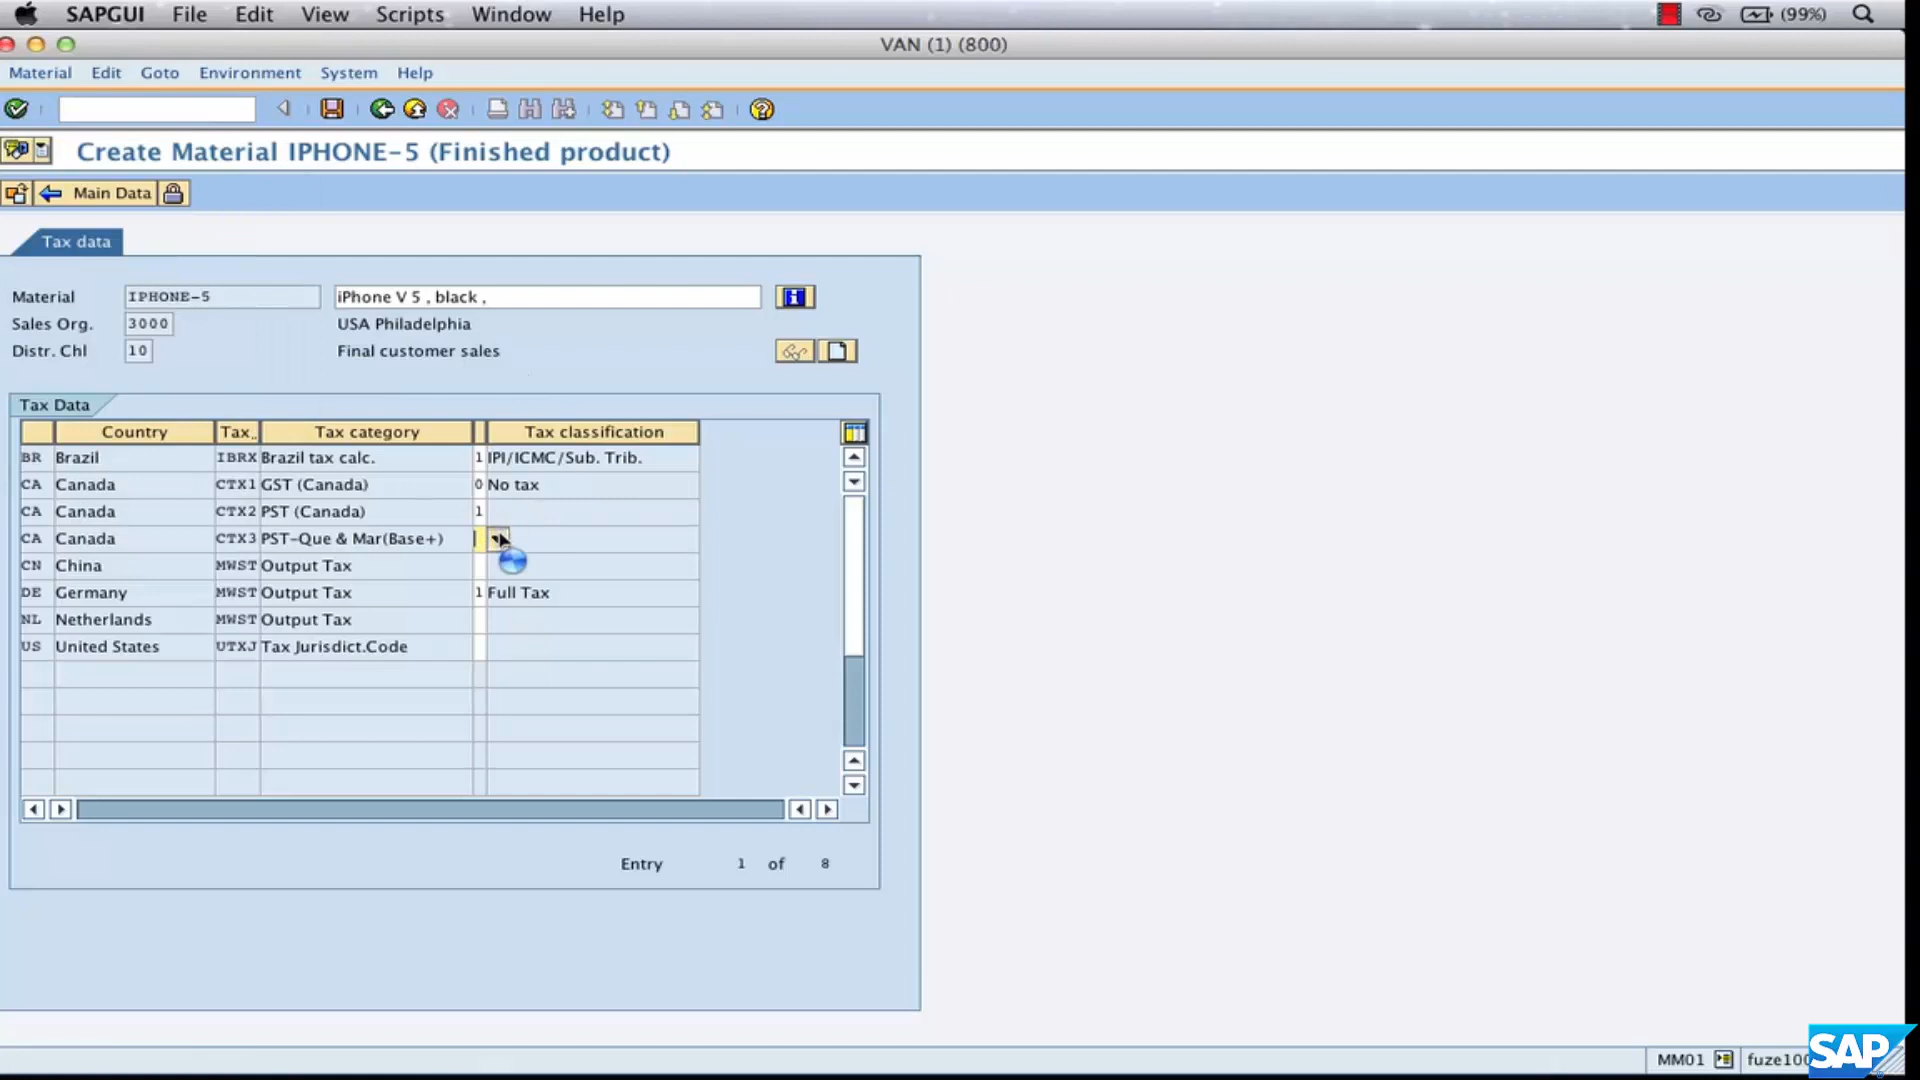 SAPGUI File Edit View Scripts Window Help (99%)
VAN (1) (800)
Material Edit Goto Environment System Help
Create Material IPHONE-5 (Finished product)
Main Data
Tax data
Material IPHONE-5 iPhone V 5 , black ,
Sales Org. 3000 USA Philadelphia
Distr. Chl 10 Final customer sales
Tax Data
Country Tax.. Tax category Tax classification
BR Brazil IBRX Brazil tax calc. 1 IPI/ICMC/Sub. Trib.
CA Canada CTX1 GST (Canada) 0 No tax
CA Canada CTX2 PST (Canada) 1
CA Canada CTX3 PST-Que & Mar(Base+)
CN China MWST Output Tax
DE Germany MWST Output Tax 1 Full Tax
NL Netherlands MWST Output Tax
US United States UTXJ Tax Jurisdict.Code
Entry 1 of 8
MM01 fuze100
SAP